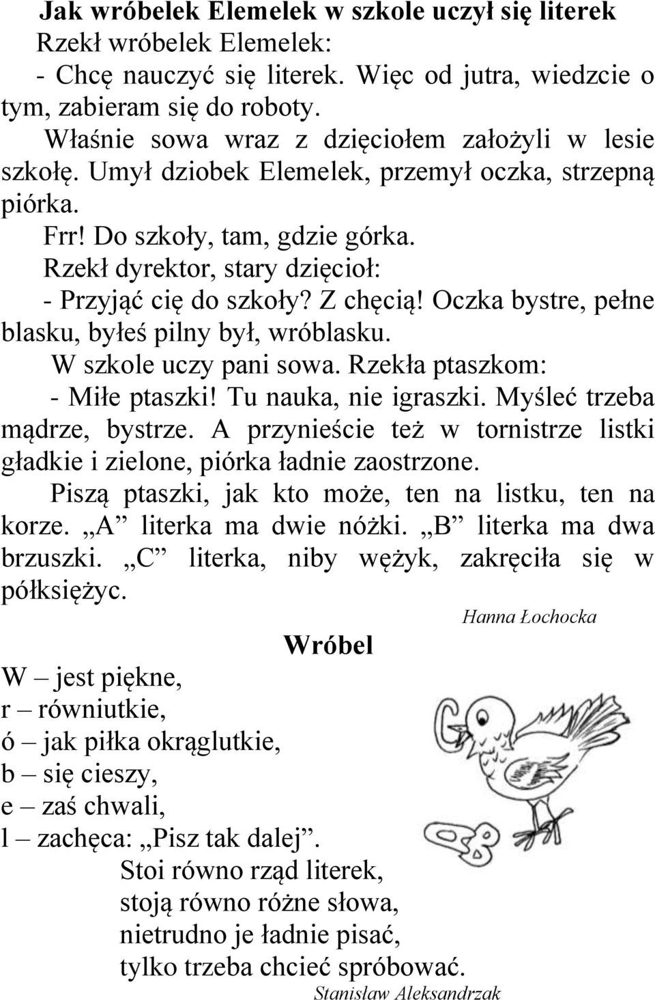 Jak wróbelek Elemelek w szkole uczył się literek
Rzekł wróbelek Elemelek:
- Chcę nauczyć się literek. Więc od jutra, wiedzcie o
tym, zabieram się do roboty.
Właśnie sowa wraz z dzięciołem założyli w lesie
szkołę. Umył dziobek Elemelek, przemył oczka, strzepną
piórka.
Frr! Do szkoły, tam, gdzie górka.
Rzekł dyrektor, stary dzięcioł:
- Przyjąć cię do szkoły? Z chęcią! Oczka bystre, pełne
blasku, byłeś pilny był, wróblasku.
W szkole uczy pani sowa. Rzekła ptaszkom:
- Miłe ptaszki! Tu nauka, nie igraszki. Myśleć trzeba
mądrze, bystrze. A przynieście też w tornistrze listki
gładkie i zielone, piórka ładnie zaostrzone.
Piszą ptaszki, jak kto może, ten na listku, ten na
korze. „A” literka ma dwie nóżki. „B” literka ma dwa
brzuszki. „C” literka, niby wężyk, zakręciła się w
półksiężyc.
Hanna Łochocka
Wróbel
W – jest piękne,
r – równiutkie,
ó – jak piłka okrąglutkie,
b – się cieszy,
e – zaś chwali,
l – zachęca: „Pisz tak dalej”.
Stoi równo rząd literek,
stoją równo różne słowa,
nietrudno je ładnie pisać,
tylko trzeba chcieć spróbować.
Stanisław Aleksandrzak
C
A B